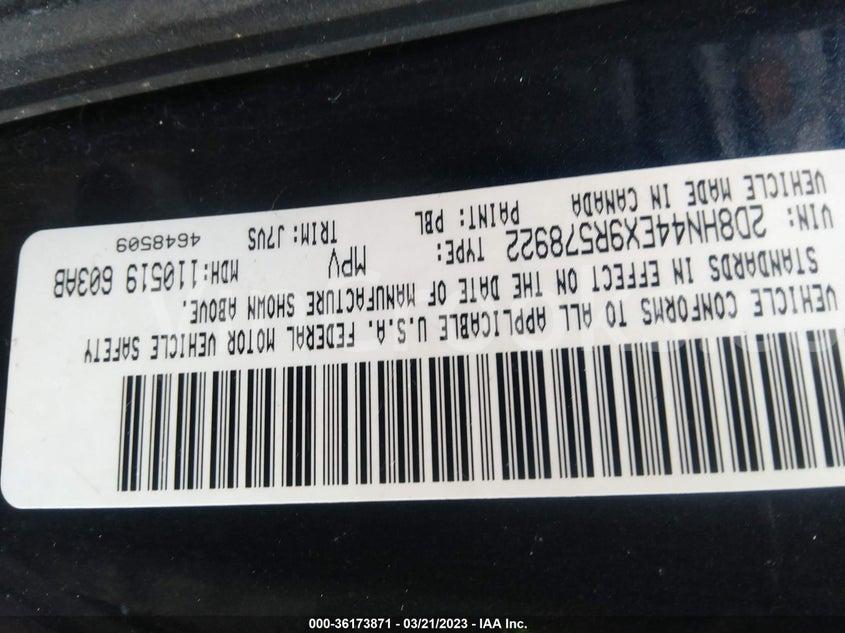 VEHICLE MADE IN CANADA PAINT: PBL TRIM: J7VS 4648509
VIN: 2D8HN44EX9R578922 TYPE: MPV MDH: 110519 603AB
STANDARDS IN EFFECT ON THE DATE OF MANUFACTURE SHOWN ABOVE.
VEHICLE CONFORMS TO ALL APPLICABLE U.S.A. FEDERAL MOTOR VEHICLE SAFETY
000-36173871 - 03/21/2023 - IAA Inc.